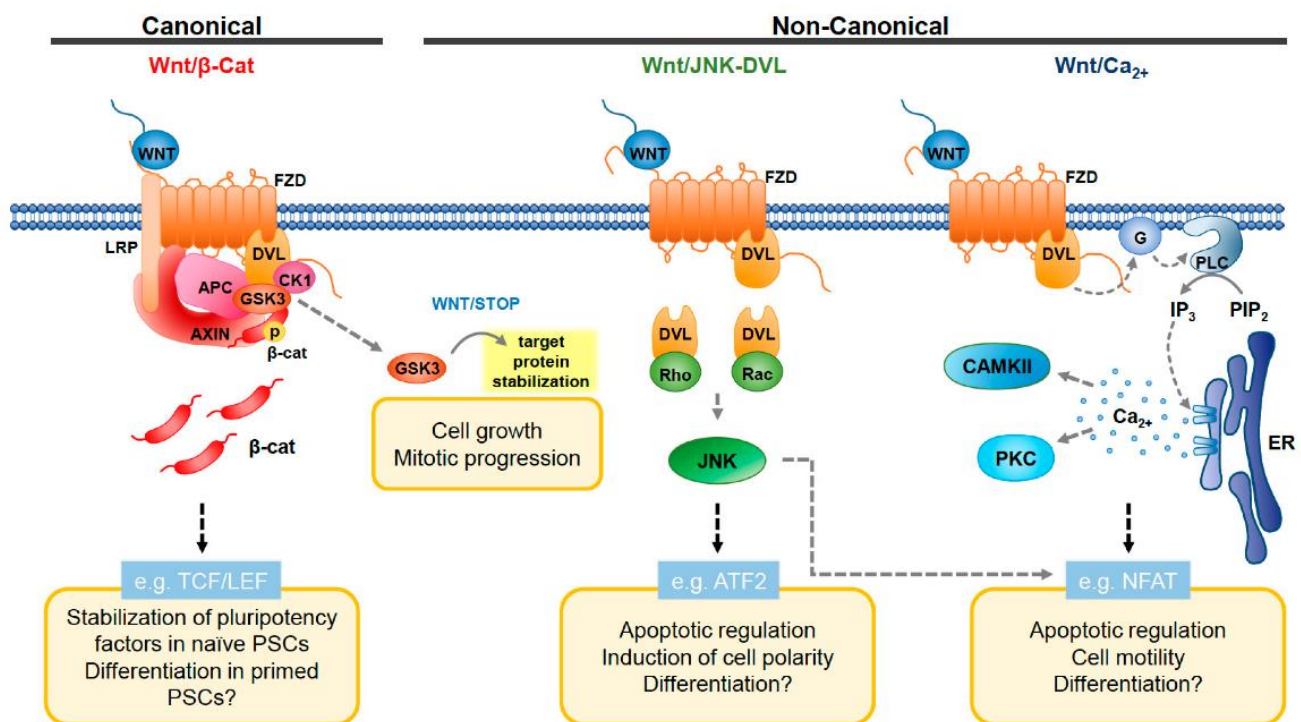 Canonical
Non-Canonical
Wnt/β-Cat
Wnt/JNK-DVL
Wnt/Ca2+
WNT
FZD
LRP
DVL
APC
CK1
GSK3
AXIN
p
β-cat
β-cat
WNT/STOP
GSK3
target
protein
stabilization
Cell growth
Mitotic progression
e.g. TCF/LEF
Stabilization of pluripotency
factors in naïve PSCs
Differentiation in primed
PSCs?
WNT
FZD
DVL
DVL
DVL
Rho
Rac
JNK
e.g. ATF2
Apoptotic regulation
Induction of cell polarity
Differentiation?
WNT
FZD
DVL
G
PLC
IP3
PIP2
CAMKII
Ca2+
PKC
ER
e.g. NFAT
Apoptotic regulation
Cell motility
Differentiation?